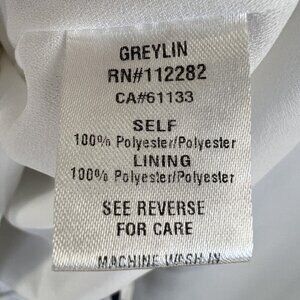 GREYLIN
RN#112282
CA#61133
SELF
100% Polyester/Polyester
LINING
100% Polyester/Polyester
SEE REVERSE
FOR CARE
MACHINE WASH IN